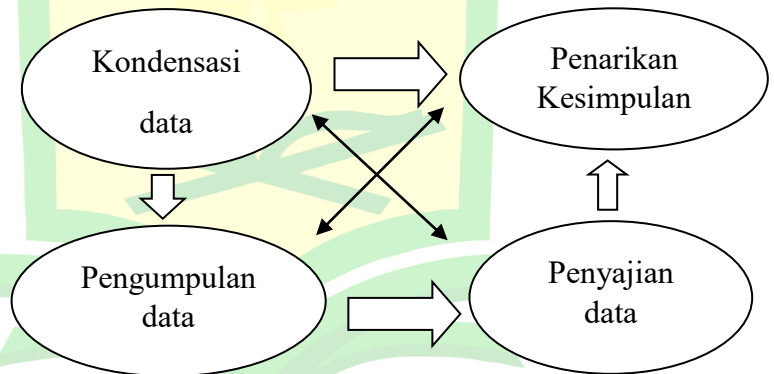 Kondensasi
data
Penarikan
Kesimpulan
Pengumpulan
data
Penyajian
data